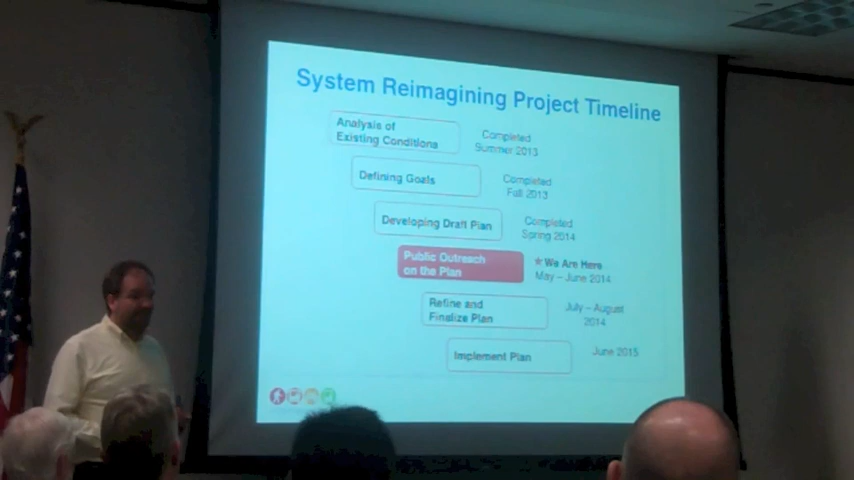 System Reimagining Project Timeline
Analysis of
Existing Conditions
Completed
Summer 2013
Defining Goals
Completed
Fall 2013
Developing Draft Plan
Completed
Spring 2014
Public Outreach
on the Plan
★ We Are Here
May – June 2014
Refine and
Finalize Plan
July – August
2014
Implement Plan
June 2015